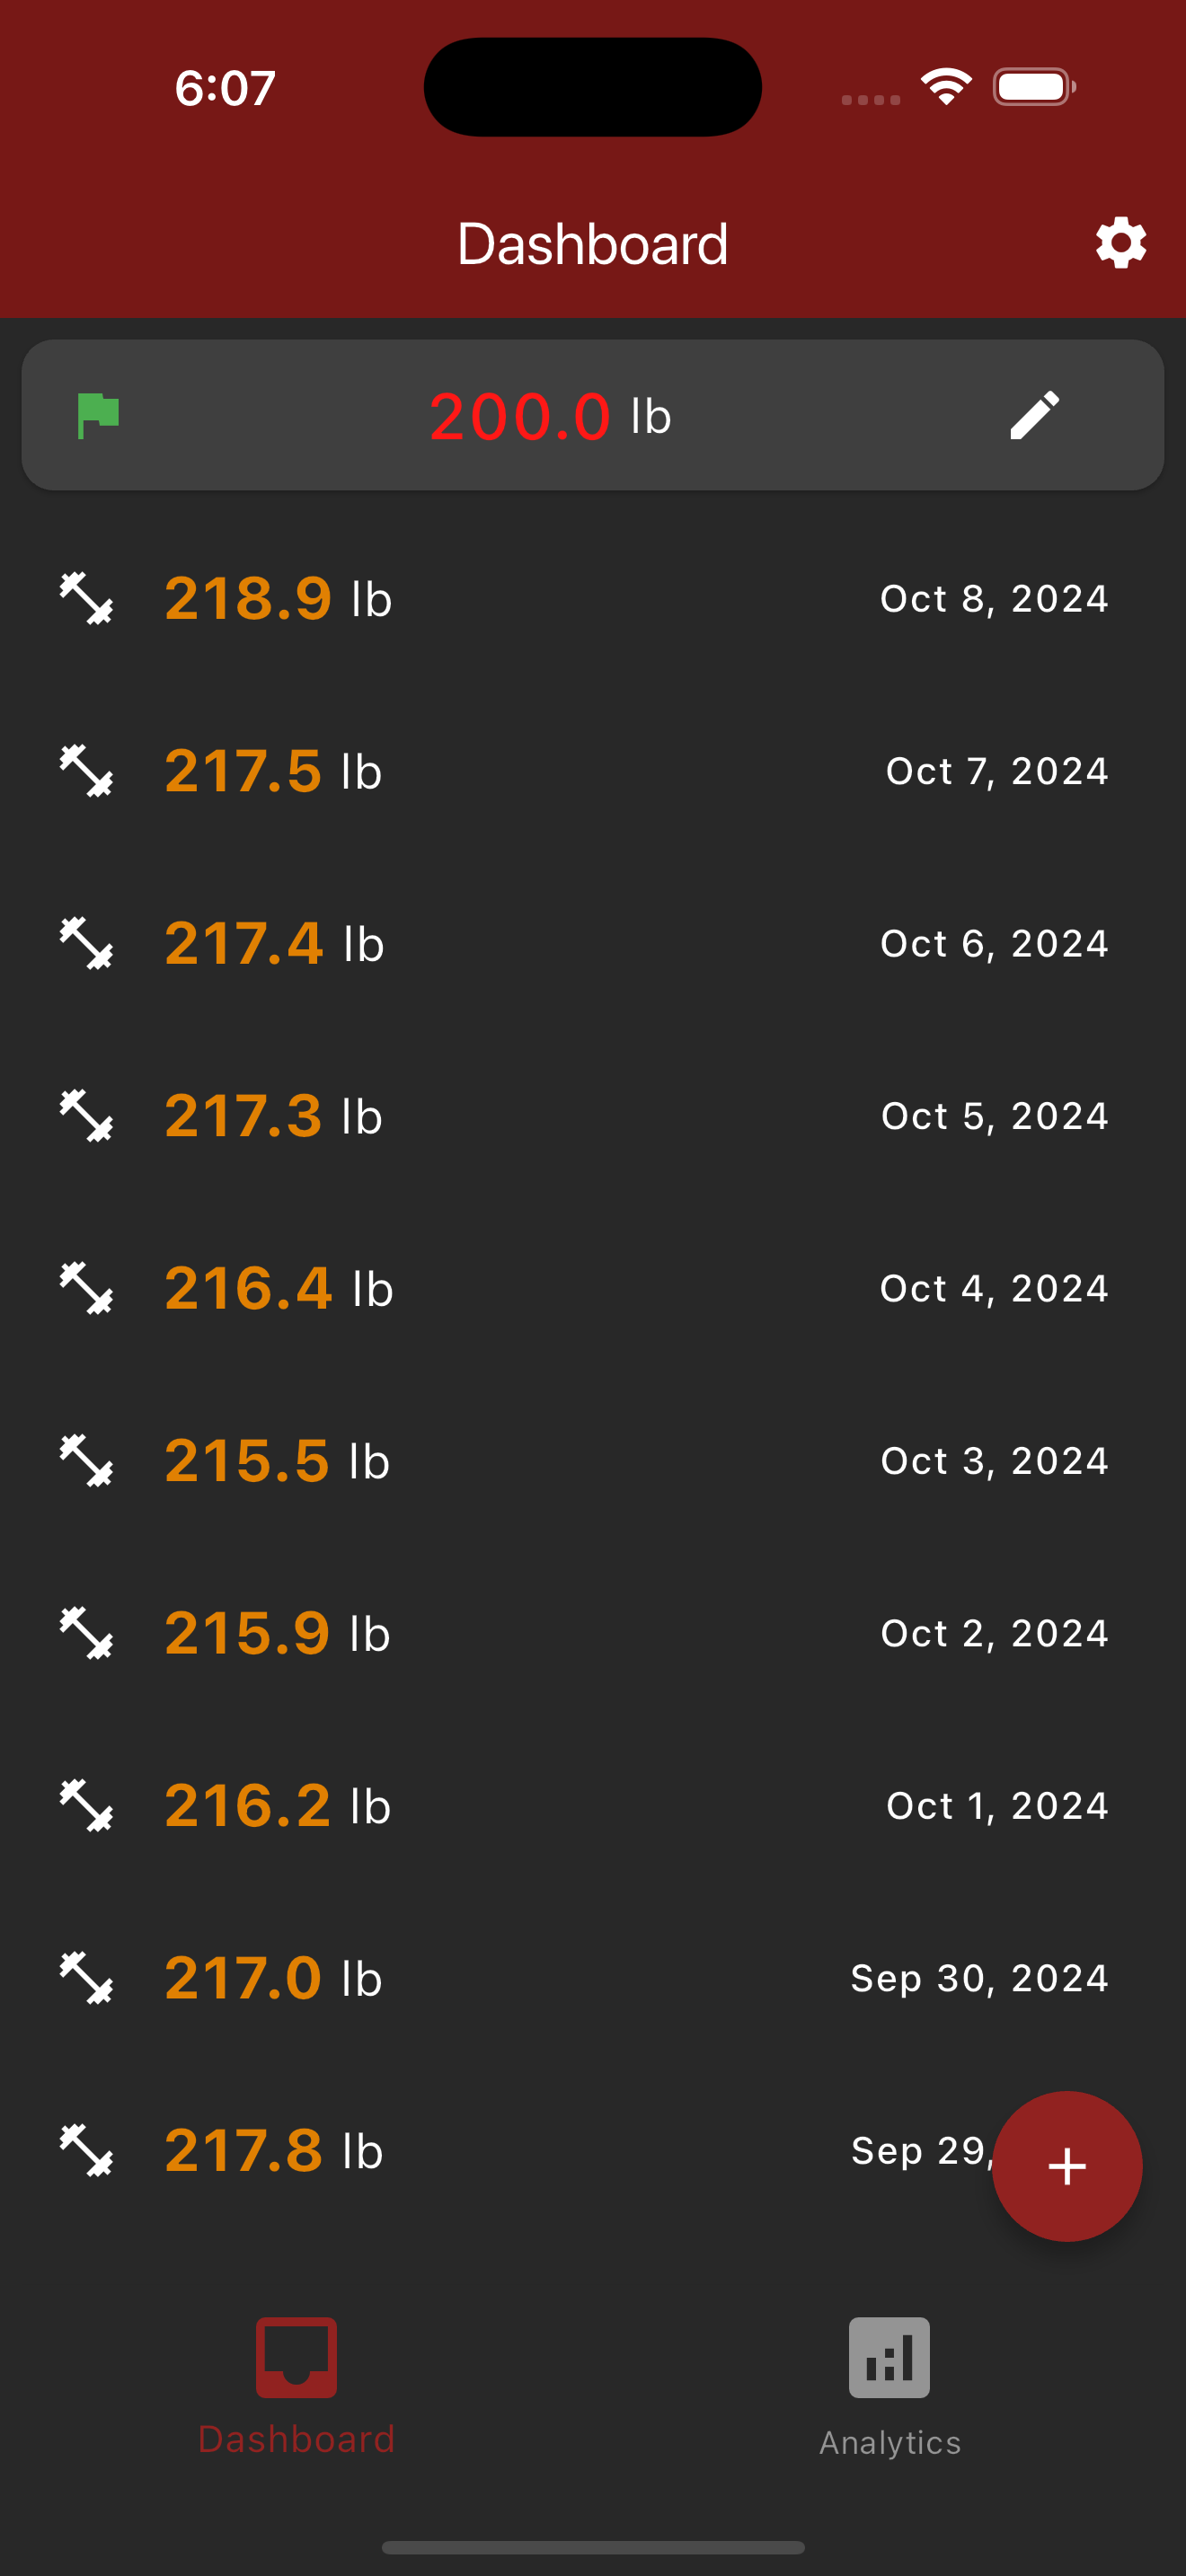 6:07
Dashboard
200.0 lb
218.9 lb Oct 8, 2024
217.5 lb Oct 7, 2024
217.4 lb Oct 6, 2024
217.3 lb Oct 5, 2024
216.4 lb Oct 4, 2024
215.5 lb Oct 3, 2024
215.9 lb Oct 2, 2024
216.2 lb Oct 1, 2024
217.0 lb Sep 30, 2024
217.8 lb Sep 29,
+
Dashboard Analytics